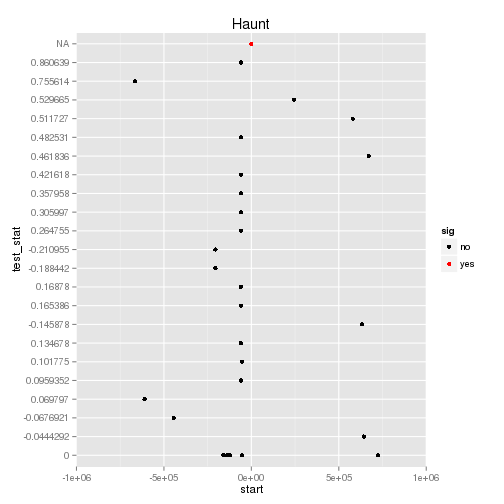 Haunt
NA
0.860639
0.755614
0.529665
0.511727
0.482531
0.461836
0.421618
0.357958
0.305997
0.264755
-0.210955
-0.188442
0.16878
0.165386
-0.145878
0.134678
0.101775
0.0959352
0.069797
-0.0676921
-0.0444292
0
test_stat
-1e+06 -5e+05 0e+00 5e+05 1e+06
start
sig
no
yes